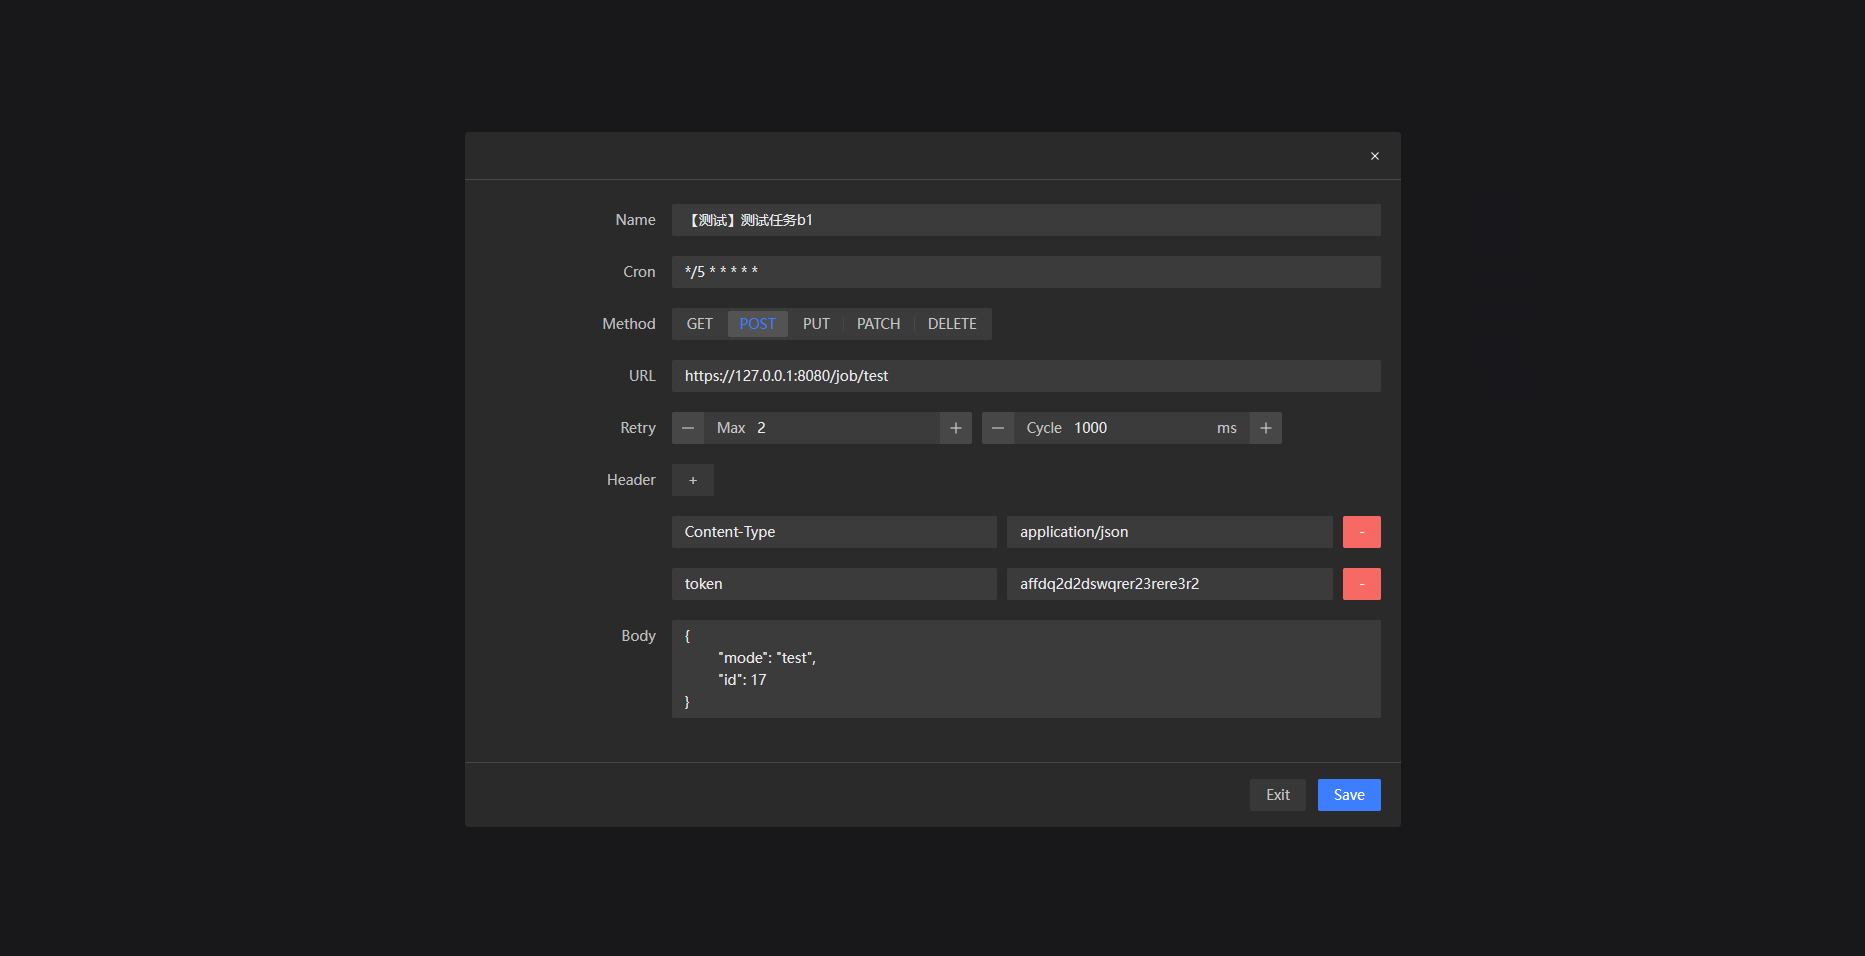 ×
Name 【测试】测试任务b1
Cron */5 * * * * *
Method GET POST PUT PATCH DELETE
URL https://127.0.0.1:8080/job/test
Retry — Max 2 + — Cycle 1000 ms +
Header +
Content-Type application/json -
token affdq2d2dswqrer23rere3r2 -
Body {
"mode": "test",
"id": 17
}
Exit Save